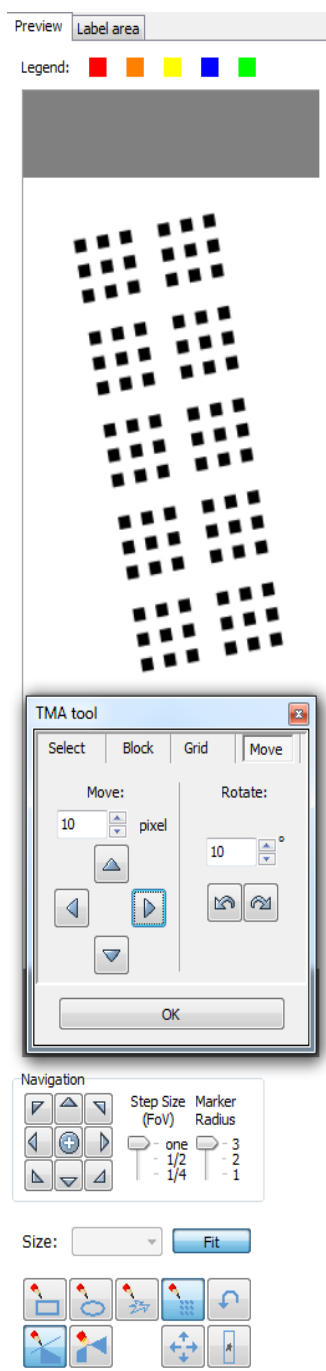 Preview Label area
Legend:
TMA tool
Select Block Grid Move
Move: Rotate:
10 pixel 10 °
OK
Navigation
Step Size Marker
(FoV) Radius
one 3
1/2 2
1/4 1
Size: Fit